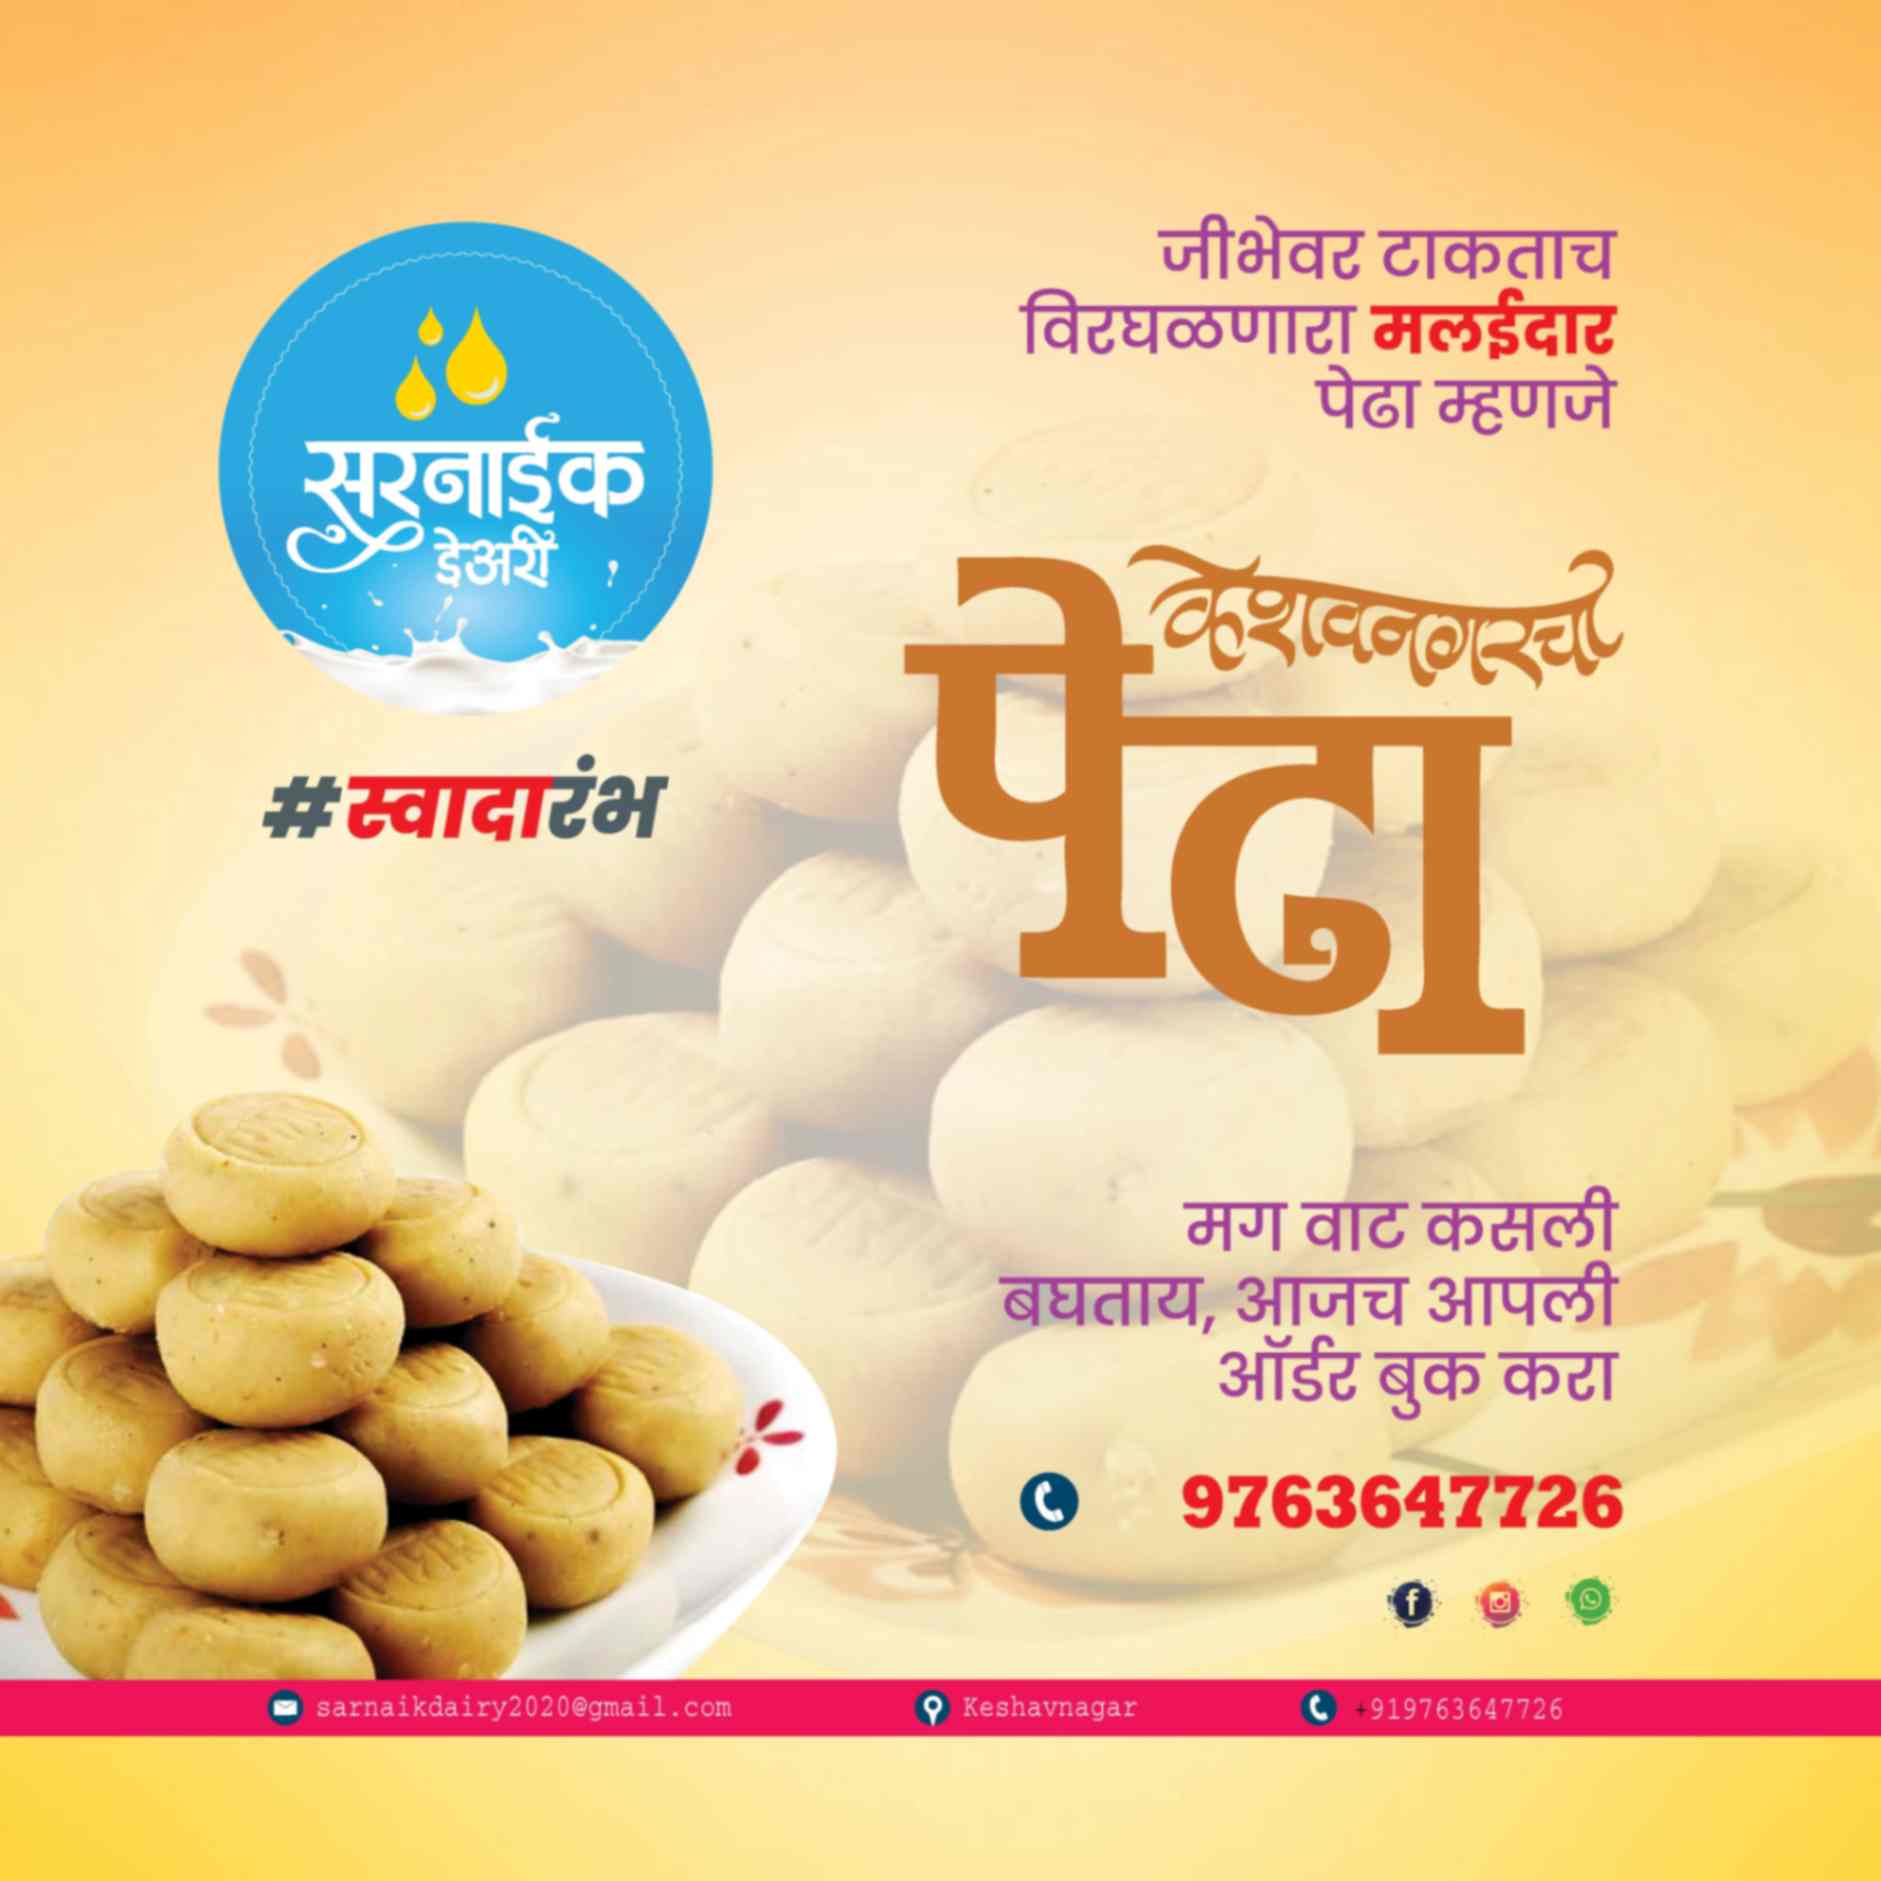 सुरनाईक
डेअरी
#स्वादारंभ
जीभेवर टाकताच
विरघळणारा मलईदार
पेढा म्हणजे
केशवनगरचा
पेढा
मग वाट कसली
बघताय, आजच आपली
ऑर्डर बुक करा
9763647726
sarnaikdairy2020@gmail.com
Keshavnagar
+919763647726